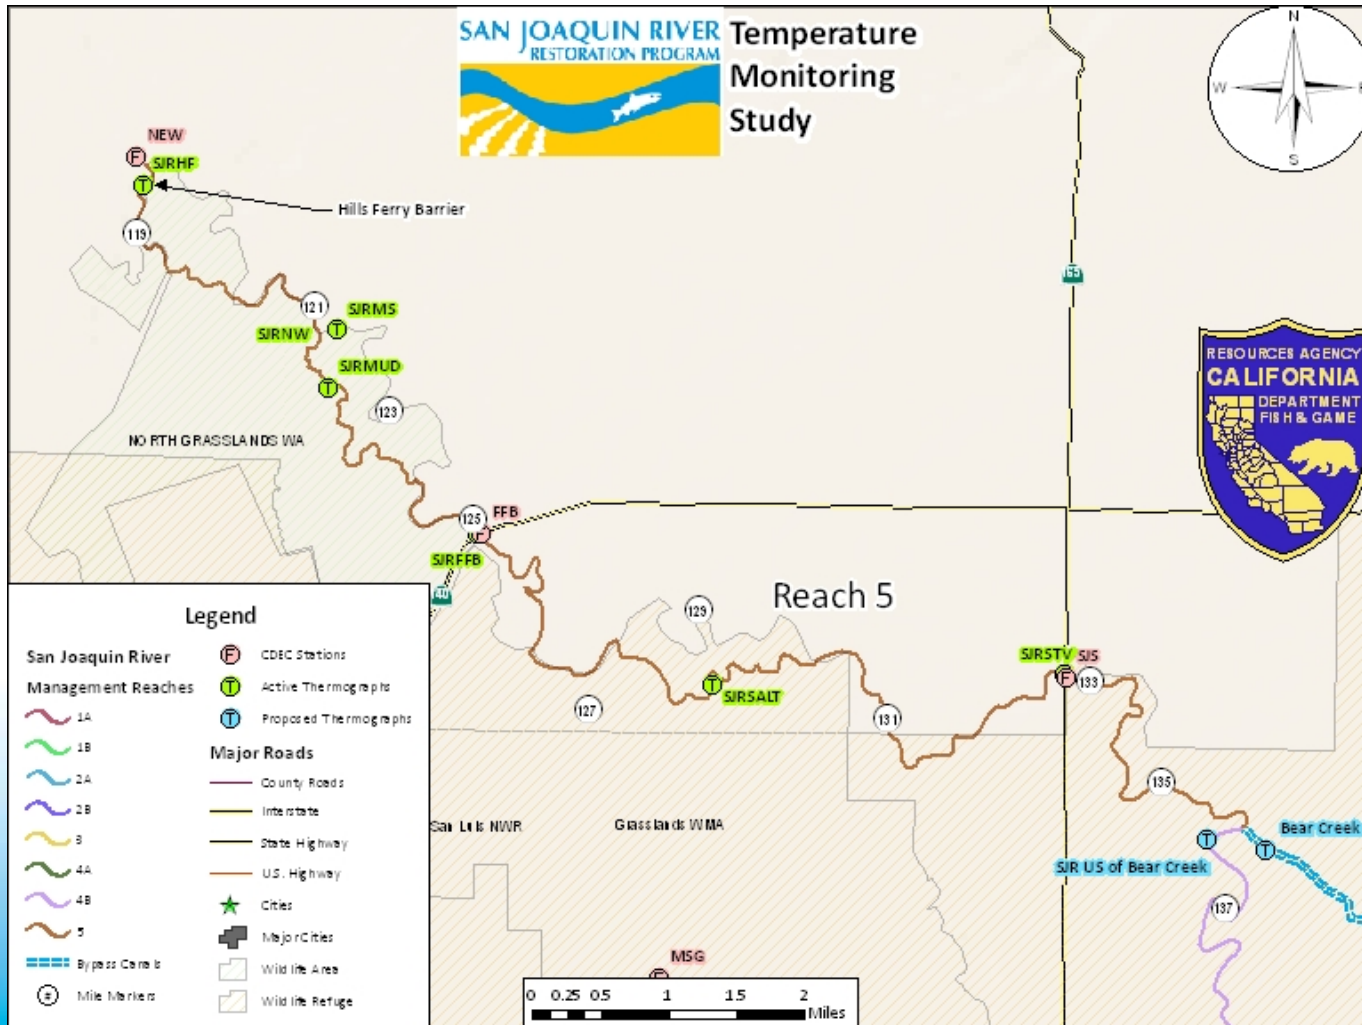 SAN JOAQUIN RIVER
RESTORATION PROGRAM
Temperature
Monitoring
Study
N
W
S
NEW
F
SJRHF
T
Hills Ferry Barrier
119
121
SJRMS
T
SJRNW
SJRMUD
T
123
165
RESOURCES AGENCY
CALIFORNIA
DEPARTMENT
FISH & GAME
NORTH GRASSLANDS WA
125
FFB
F
SJRFFB
140
Reach 5
129
T
SJRSALT
127
131
SJRSTV
SJS
F
133
135
San Luis NWR
Grasslands WMA
Bear Creek
T
T
SJR US of Bear Creek
137
MSG
F
Legend
San Joaquin River
Management Reaches
1A
1B
2A
2B
3
4A
4B
5
Bypass Canals
#
Mile Markers
F
CDEC Stations
T
Active Thermographs
T
Proposed Thermographs
Major Roads
County Roads
Interstate
State Highway
U.S. Highway
Cities
Major Cities
Wildlife Area
Wildlife Refuge
0 0.25 0.5 1 1.5 2
Miles